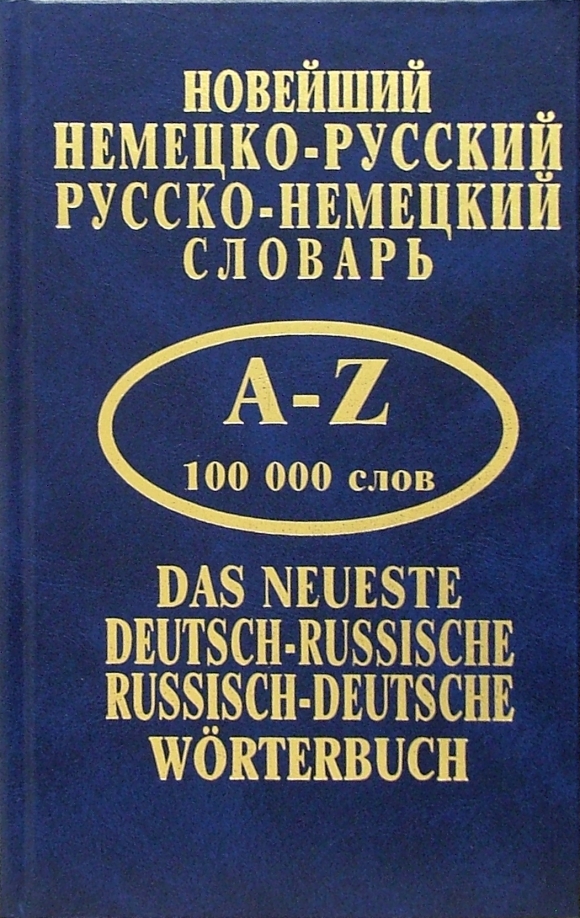 НОВЕЙШИЙ
НЕМЕЦКО-РУССКИЙ
РУССКО-НЕМЕЦКИЙ
СЛОВАРЬ
A-Z
100 000 слов
DAS NEUESTE
DEUTSCH-RUSSISCHE
RUSSISCH-DEUTSCHE
WÖRTERBUCH